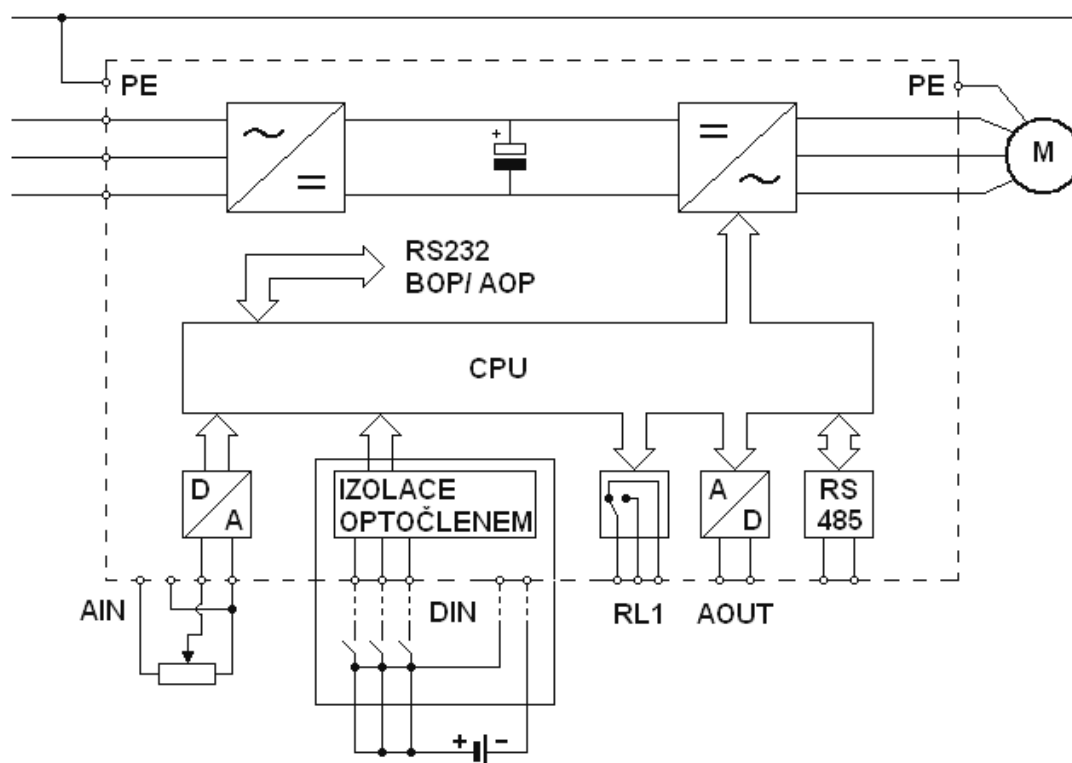 PE
PE
~
=
=
~
+
M
RS232
BOP/ AOP
CPU
D
A
IZOLACE
OPTOČLENEM
A
D
RS
485
AIN
DIN
RL1
AOUT
+
−